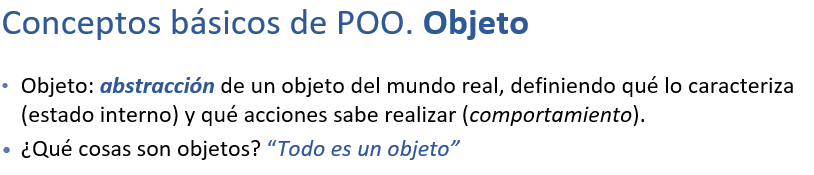 Conceptos básicos de POO. Objeto
• Objeto: abstracción de un objeto del mundo real, definiendo qué lo caracteriza
(estado interno) y qué acciones sabe realizar (comportamiento).
• ¿Qué cosas son objetos? “Todo es un objeto”